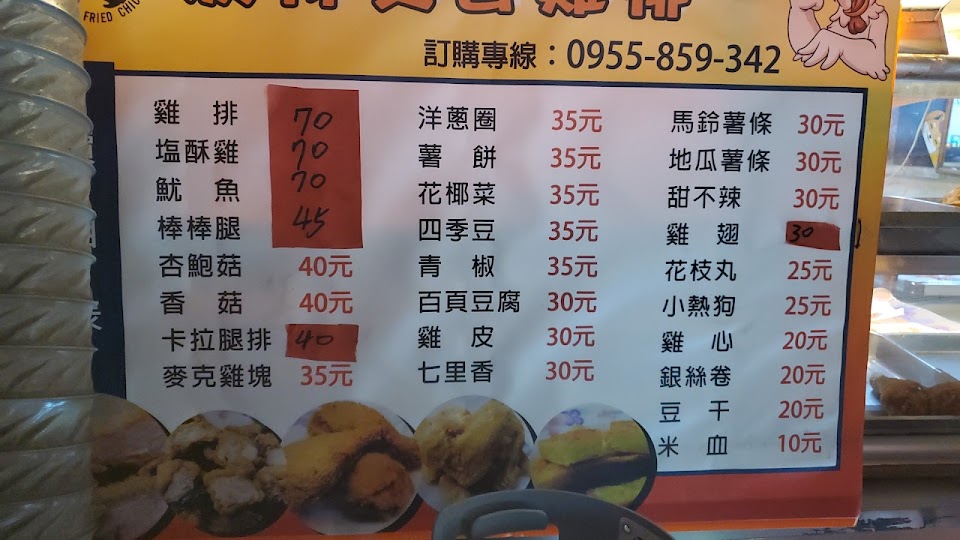 FRIED CHIC
雞排
訂購專線：0955-859-342
雞 排 70
塩酥雞 70
魷 魚 70
棒棒腿 45
杏鮑菇 40元
香 菇 40元
卡拉腿排 40
麥克雞塊 35元
洋蔥圈 35元
薯 餅 35元
花椰菜 35元
四季豆 35元
青 椒 35元
百頁豆腐 30元
雞 皮 30元
七里香 30元
馬鈴薯條 30元
地瓜薯條 30元
甜不辣 30元
雞 翅 30
花枝丸 25元
小熱狗 25元
雞 心 20元
銀絲卷 20元
豆 干 20元
米 血 10元